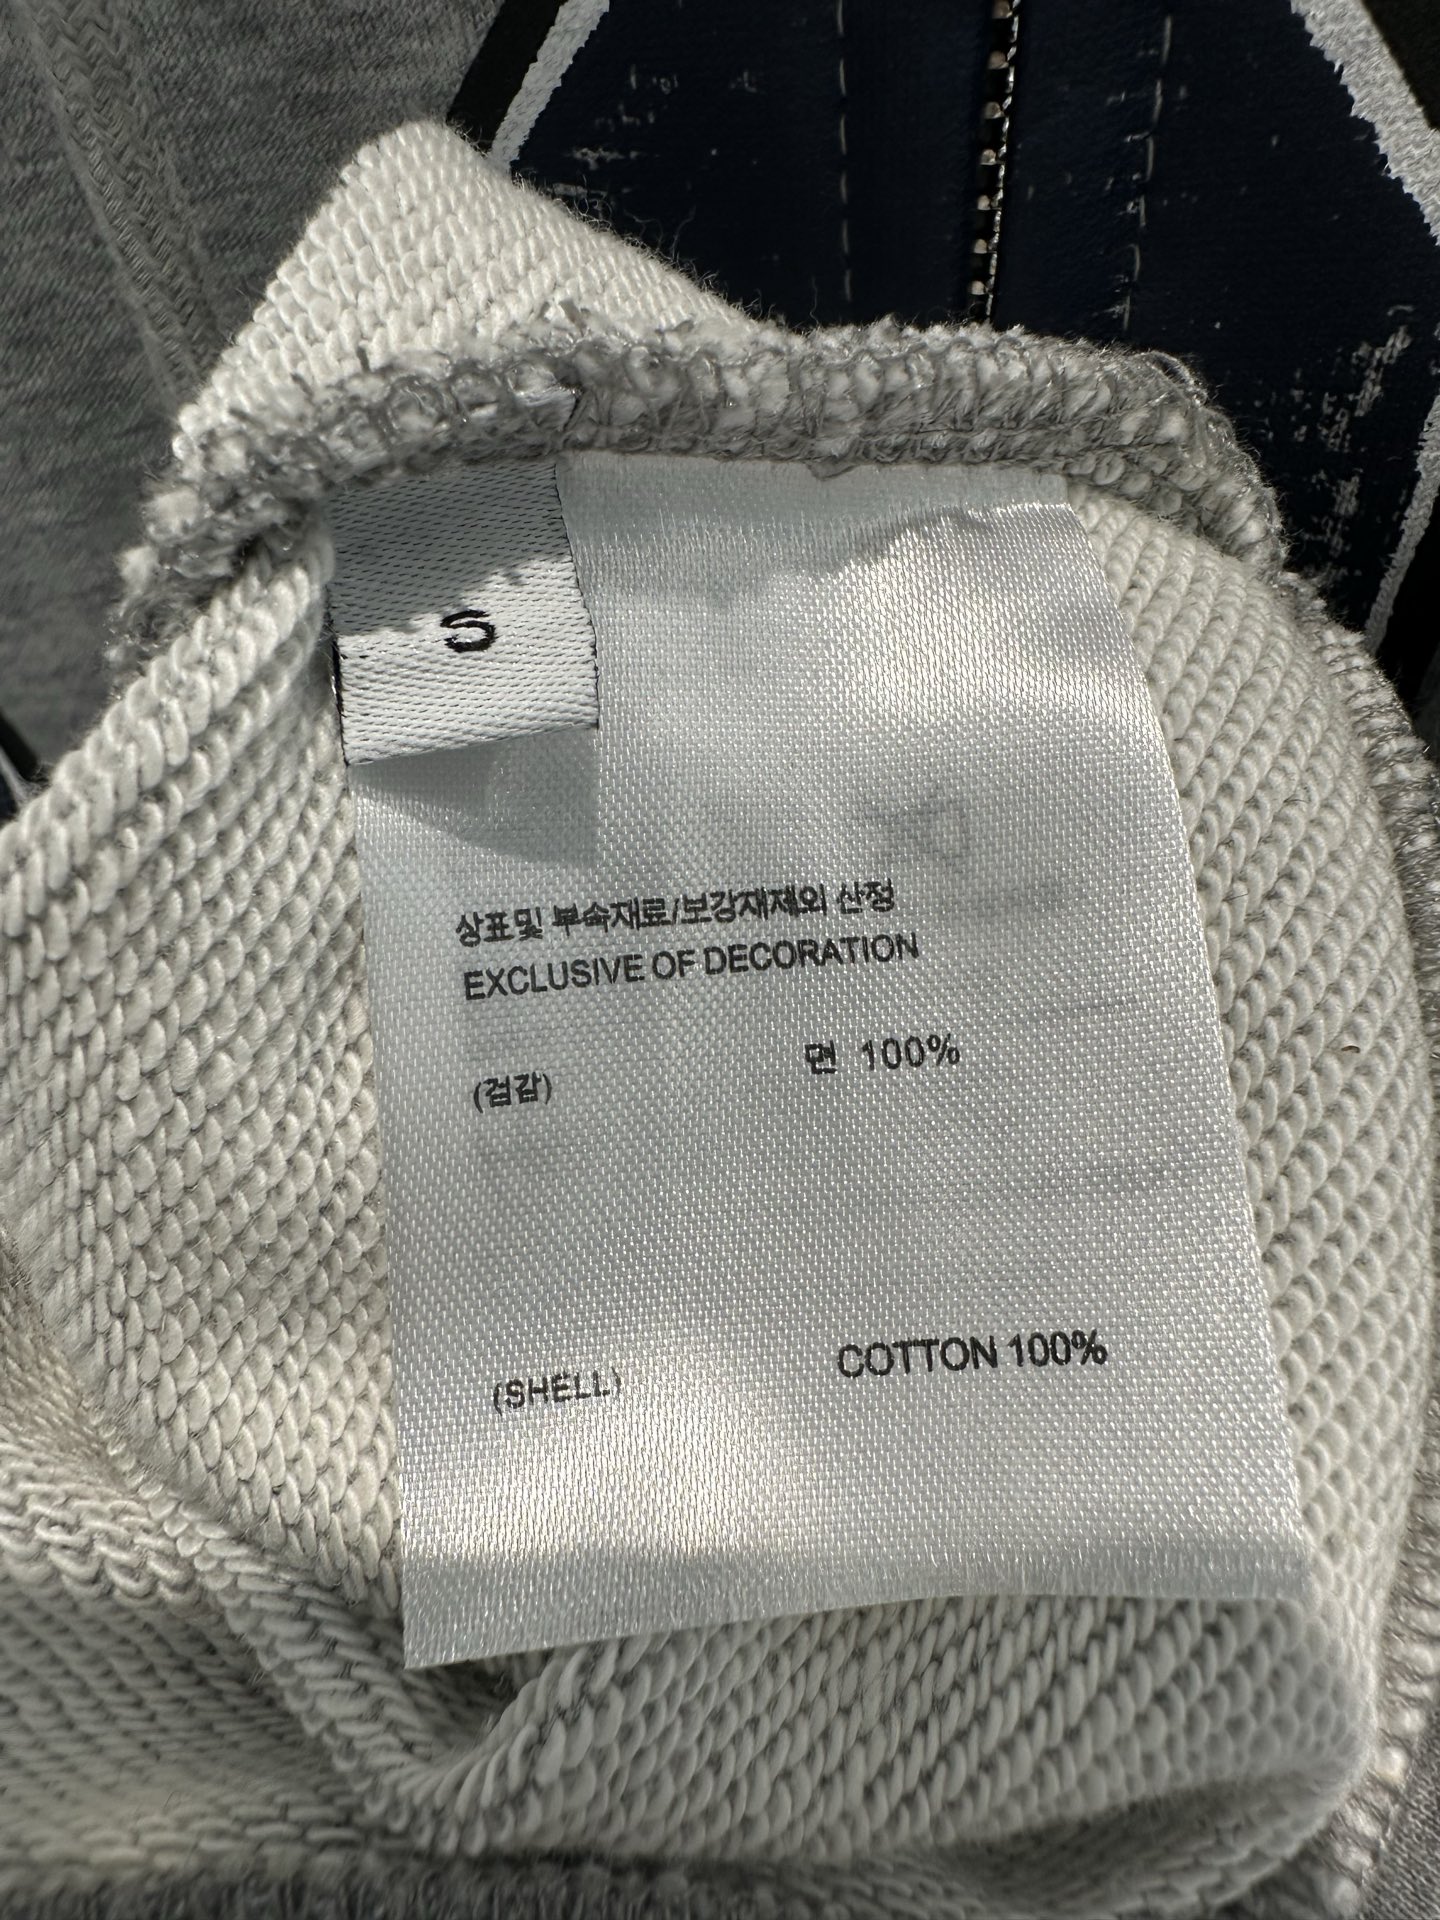 S
상표및 부속재료/보강재제외 산정
EXCLUSIVE OF DECORATION
(겉감) 면 100%
(SHELL) COTTON 100%